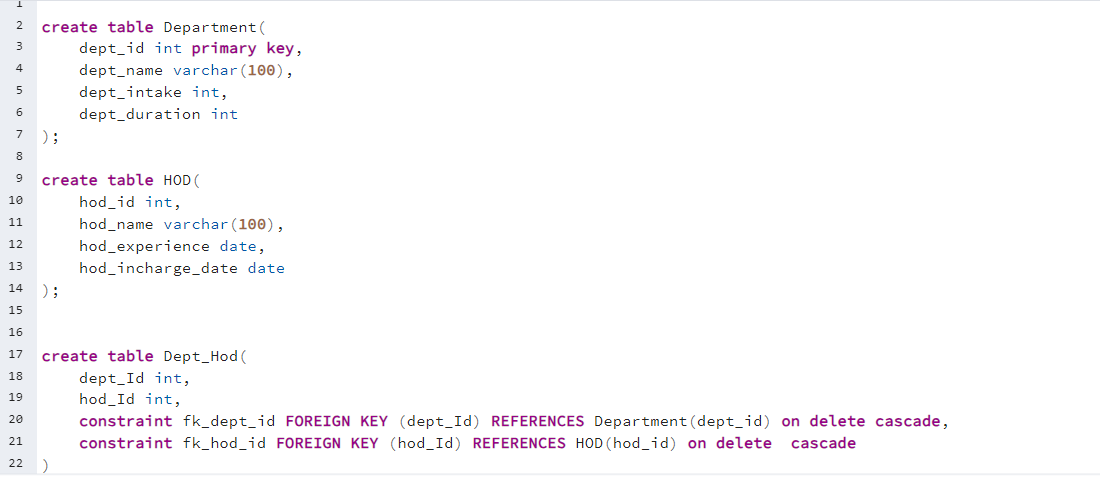 1
2 create table Department(
3     dept_id int primary key,
4     dept_name varchar(100),
5     dept_intake int,
6     dept_duration int
7 );
8
9 create table HOD(
10     hod_id int,
11     hod_name varchar(100),
12     hod_experience date,
13     hod_incharge_date date
14 );
15
16
17 create table Dept_Hod(
18     dept_Id int,
19     hod_Id int,
20     constraint fk_dept_id FOREIGN KEY (dept_Id) REFERENCES Department(dept_id) on delete cascade,
21     constraint fk_hod_id FOREIGN KEY (hod_Id) REFERENCES HOD(hod_id) on delete  cascade
22 )